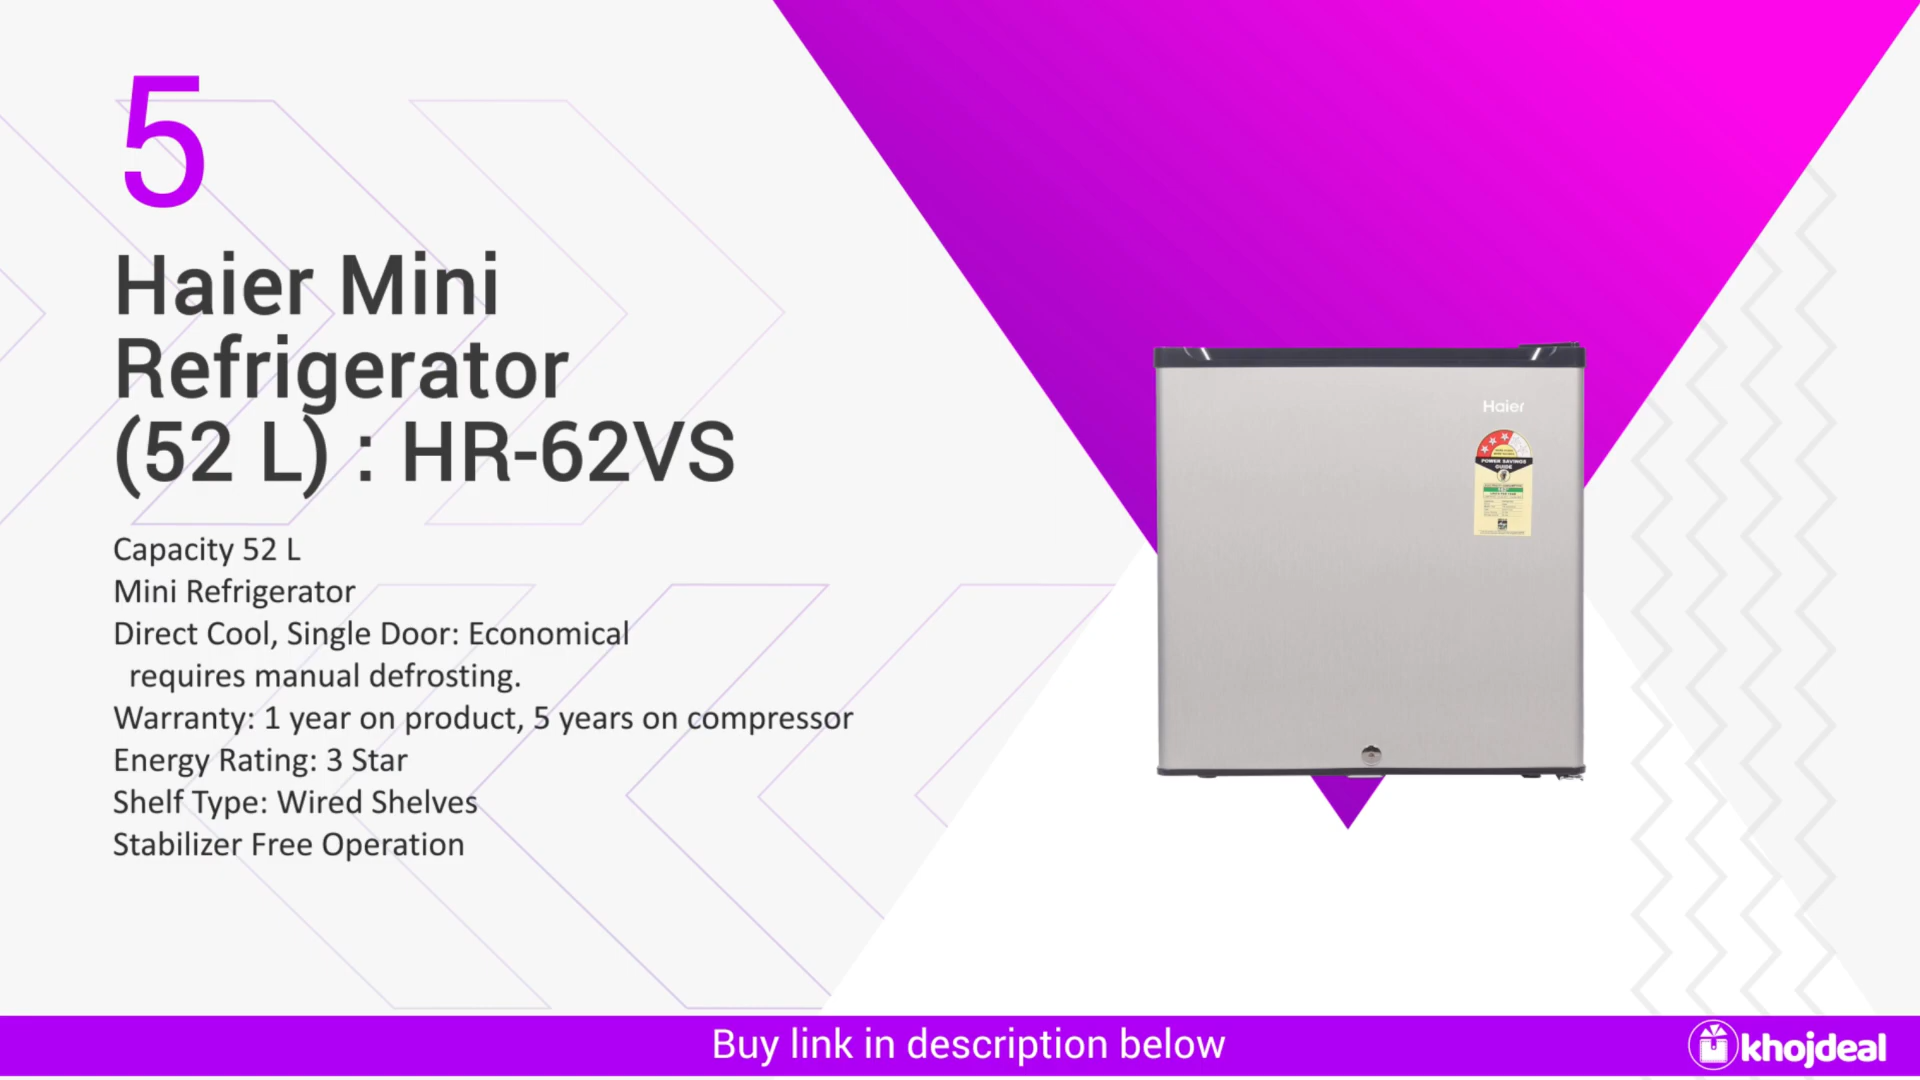 5
Haier Mini
Refrigerator
(52 L) : HR-62VS
Capacity 52 L
Mini Refrigerator
Direct Cool, Single Door: Economical
requires manual defrosting.
Warranty: 1 year on product, 5 years on compressor
Energy Rating: 3 Star
Shelf Type: Wired Shelves
Stabilizer Free Operation
Haier
POWER SAVINGS
GUIDE
Buy link in description below
khojdeal